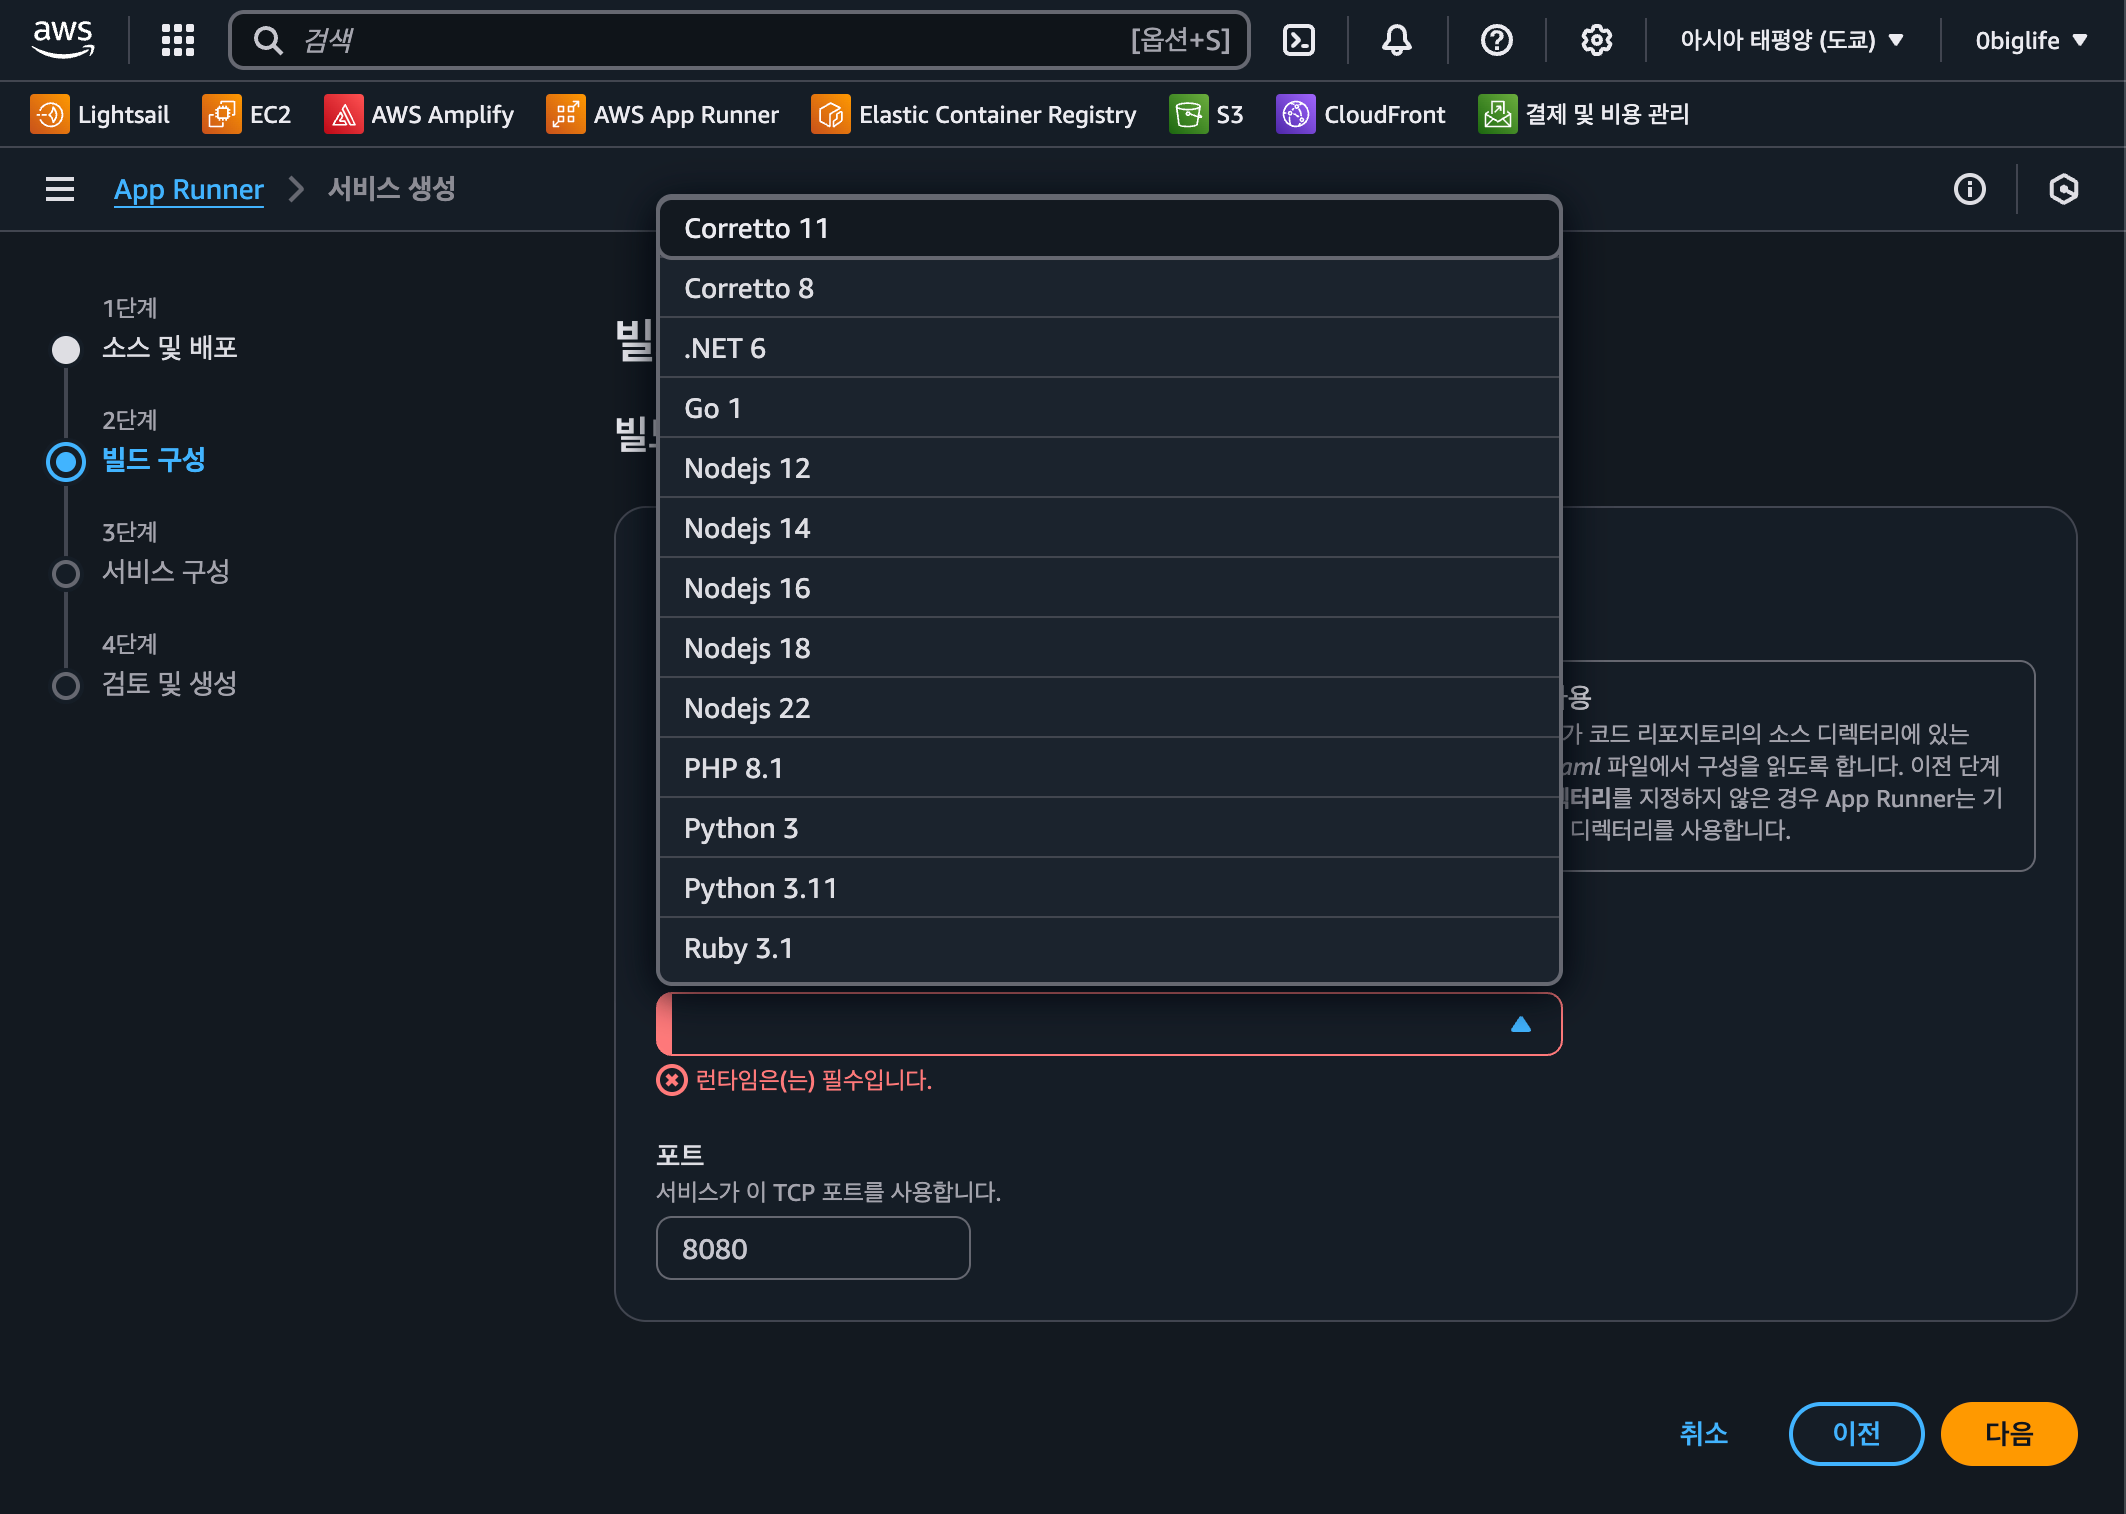 aws
검색 [옵션+S]
아시아 태평양 (도쿄)
0biglife
Lightsail
EC2
AWS Amplify
AWS App Runner
Elastic Container Registry
S3
CloudFront
결제 및 비용 관리
App Runner
서비스 생성
1단계
소스 및 배포
2단계
빌드 구성
3단계
서비스 구성
4단계
검토 및 생성
빌
Corretto 11
Corretto 8
.NET 6
Go 1
Nodejs 12
Nodejs 14
Nodejs 16
Nodejs 18
Nodejs 22
PHP 8.1
Python 3
Python 3.11
Ruby 3.1
가 코드 리포지토리의 소스 디렉터리에 있는
파일에서 구성을 읽도록 합니다. 이전 단계
터리를 지정하지 않은 경우 App Runner는 기
디렉터리를 사용합니다.
런타임은(는) 필수입니다.
포트
서비스가 이 TCP 포트를 사용합니다.
8080
취소
이전
다음